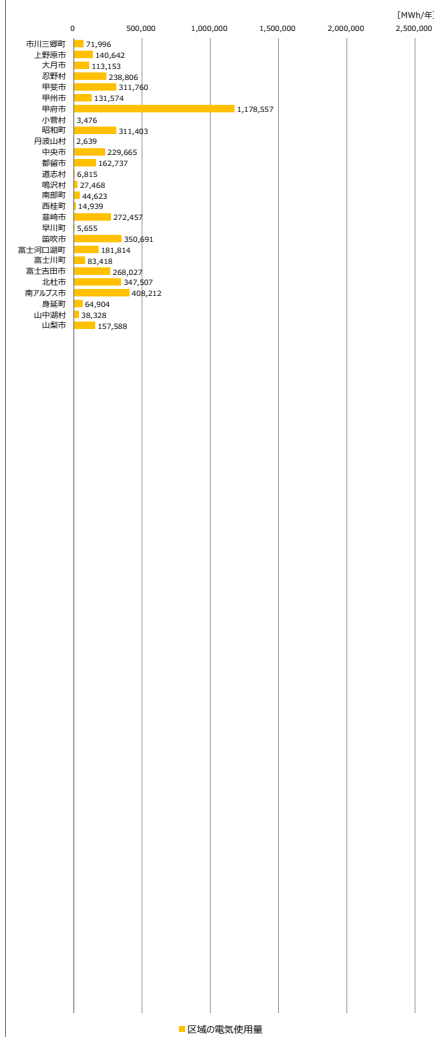 [MWh/年]
0 500,000 1,000,000 1,500,000 2,000,000 2,500,000
市川三郷町 71,996
上野原市 140,642
大月市 113,153
忍野村 238,806
甲斐市 311,760
甲州市 131,574
甲府市 1,178,557
小菅村 3,476
昭和町 311,403
丹波山村 2,639
中央市 229,665
都留市 162,737
道志村 6,815
鳴沢村 27,468
南部町 44,623
西桂町 14,939
韮崎市 272,457
早川町 5,655
笛吹市 350,691
富士河口湖町 181,814
富士川町 83,418
富士吉田市 268,027
北杜市 347,507
南アルプス市 408,212
身延町 64,904
山中湖村 38,328
山梨市 157,588
区域の電気使用量